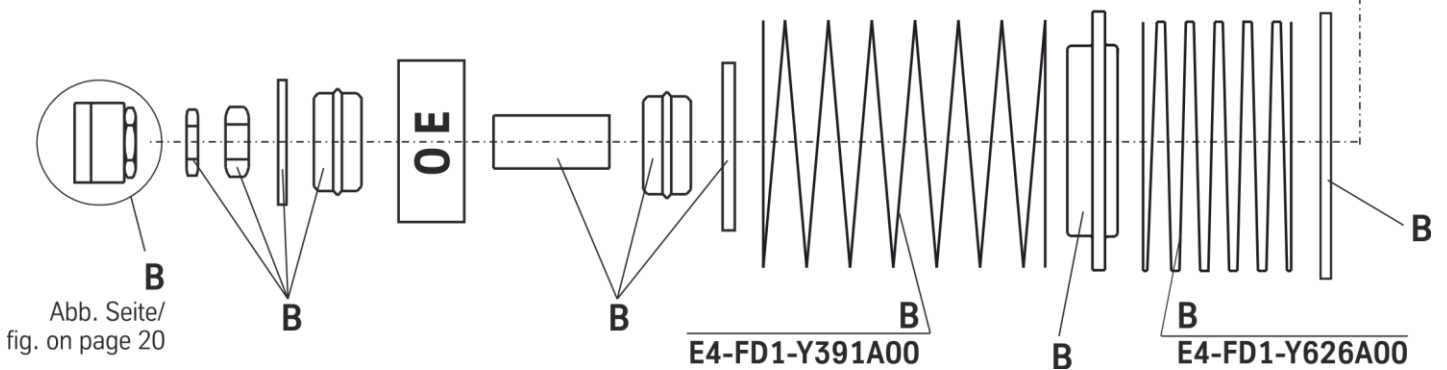 OE
B
Abb. Seite/
fig. on page 20
B
B
B
E4-FD1-Y391A00
B
B
E4-FD1-Y626A00
B